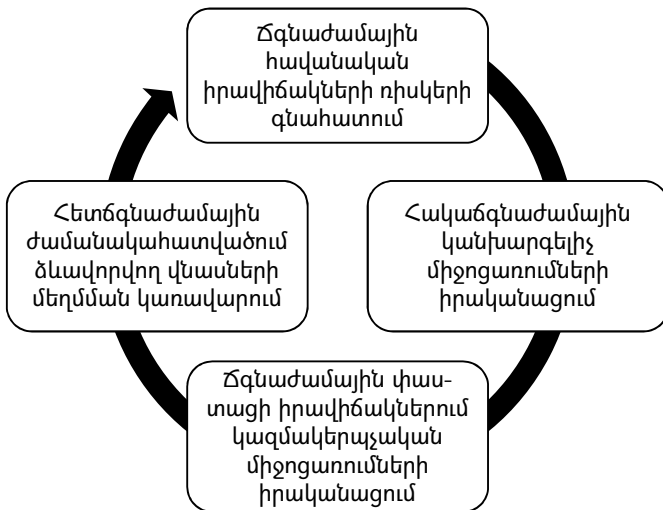 Ճգնաժամային
հավանական
իրավիճակների ռիսկերի
գնահատում
Հակաճգնաժամային
կանխարգելիչ
միջոցառումների
իրականացում
Ճգնաժամային փաս-
տացի իրավիճակներում
կազմակերպչական
միջոցառումների
իրականացում
Հետճգնաժամային
ժամանակահատվածում
ձևավորվող վնասների
մեղմման կառավարում